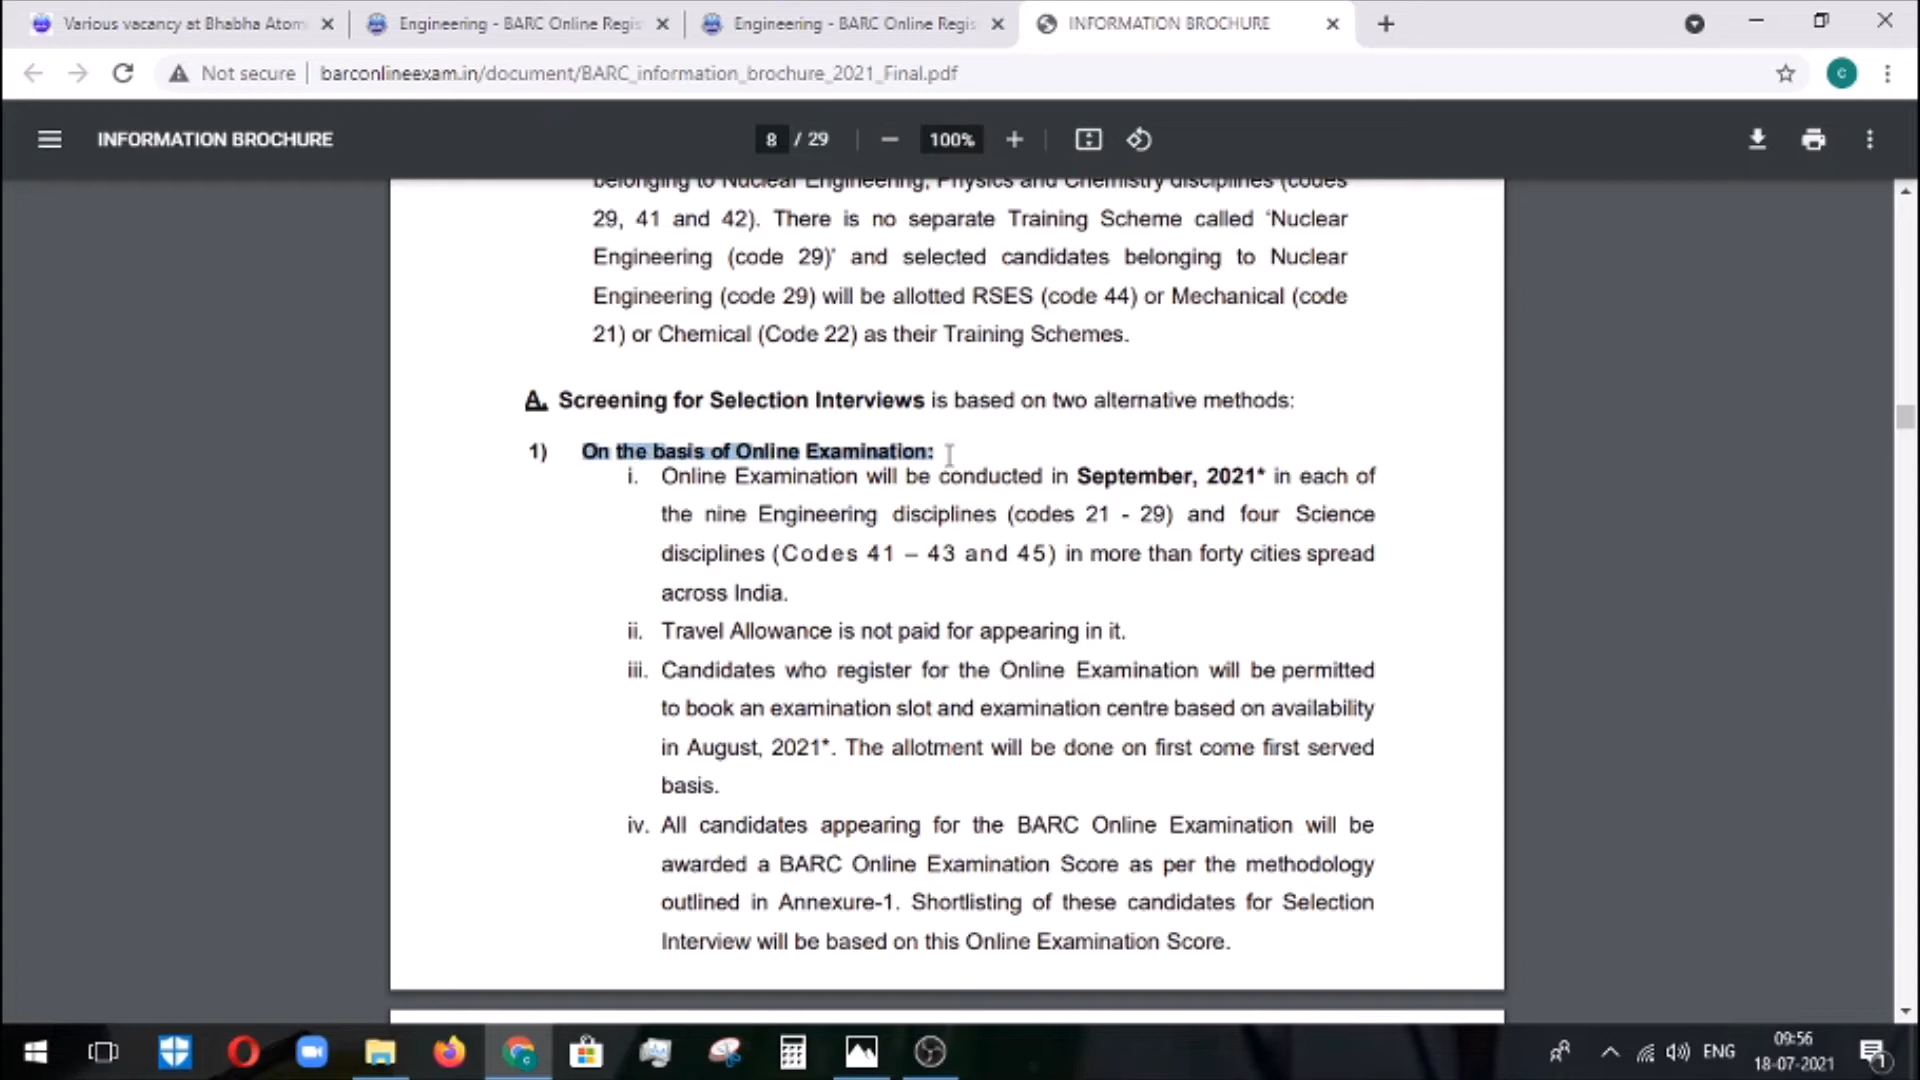 Various vacancy at Bhabha Atom
Engineering - BARC Online Regis
Engineering - BARC Online Regis
INFORMATION BROCHURE
Not secure
barconlineexam.in/document/BARC_information_brochure_2021_Final.pdf
C
INFORMATION BROCHURE
8 / 29
100%
belonging to Nuclear Engineering, Physics and Chemistry disciplines (codes
29, 41 and 42). There is no separate Training Scheme called ‘Nuclear
Engineering (code 29)’ and selected candidates belonging to Nuclear
Engineering (code 29) will be allotted RSES (code 44) or Mechanical (code
21) or Chemical (Code 22) as their Training Schemes.
A. Screening for Selection Interviews is based on two alternative methods:
1) On the basis of Online Examination:
i. Online Examination will be conducted in September, 2021* in each of
the nine Engineering disciplines (codes 21 - 29) and four Science
disciplines (Codes 41 – 43 and 45) in more than forty cities spread
across India.
ii. Travel Allowance is not paid for appearing in it.
iii. Candidates who register for the Online Examination will be permitted
to book an examination slot and examination centre based on availability
in August, 2021*. The allotment will be done on first come first served
basis.
iv. All candidates appearing for the BARC Online Examination will be
awarded a BARC Online Examination Score as per the methodology
outlined in Annexure-1. Shortlisting of these candidates for Selection
Interview will be based on this Online Examination Score.
ENG
09:56
18-07-2021
1